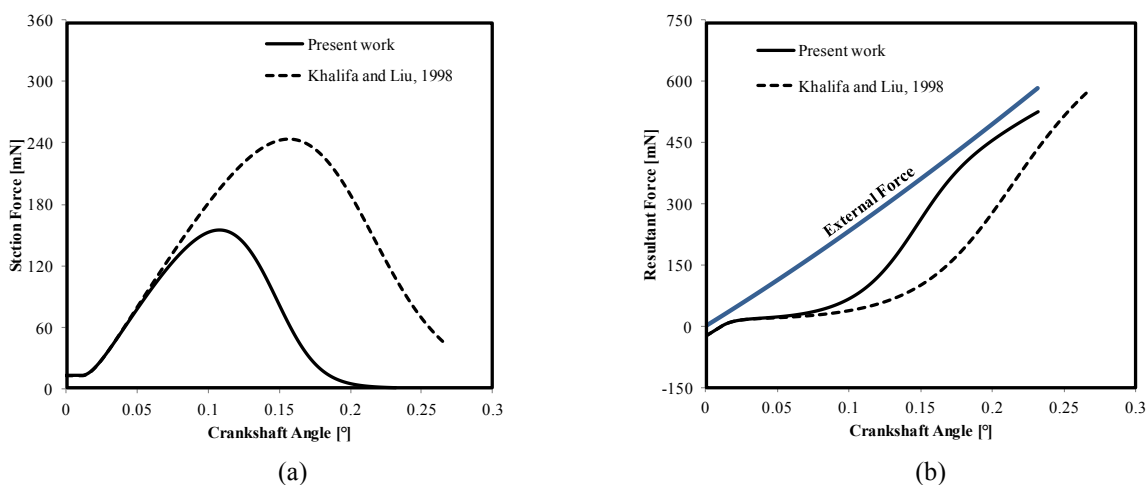 360
300
240
180
120
60
0
Stction Force [mN]
Present work
Khalifa and Liu, 1998
0
0.05
0.1
0.15
0.2
0.25
0.3
Crankshaft Angle [°]
(a)
750
600
450
300
150
0
-150
Resultant Force [mN]
Present work
Khalifa and Liu, 1998
External Force
0
0.05
0.1
0.15
0.2
0.25
0.3
Crankshaft Angle [°]
(b)